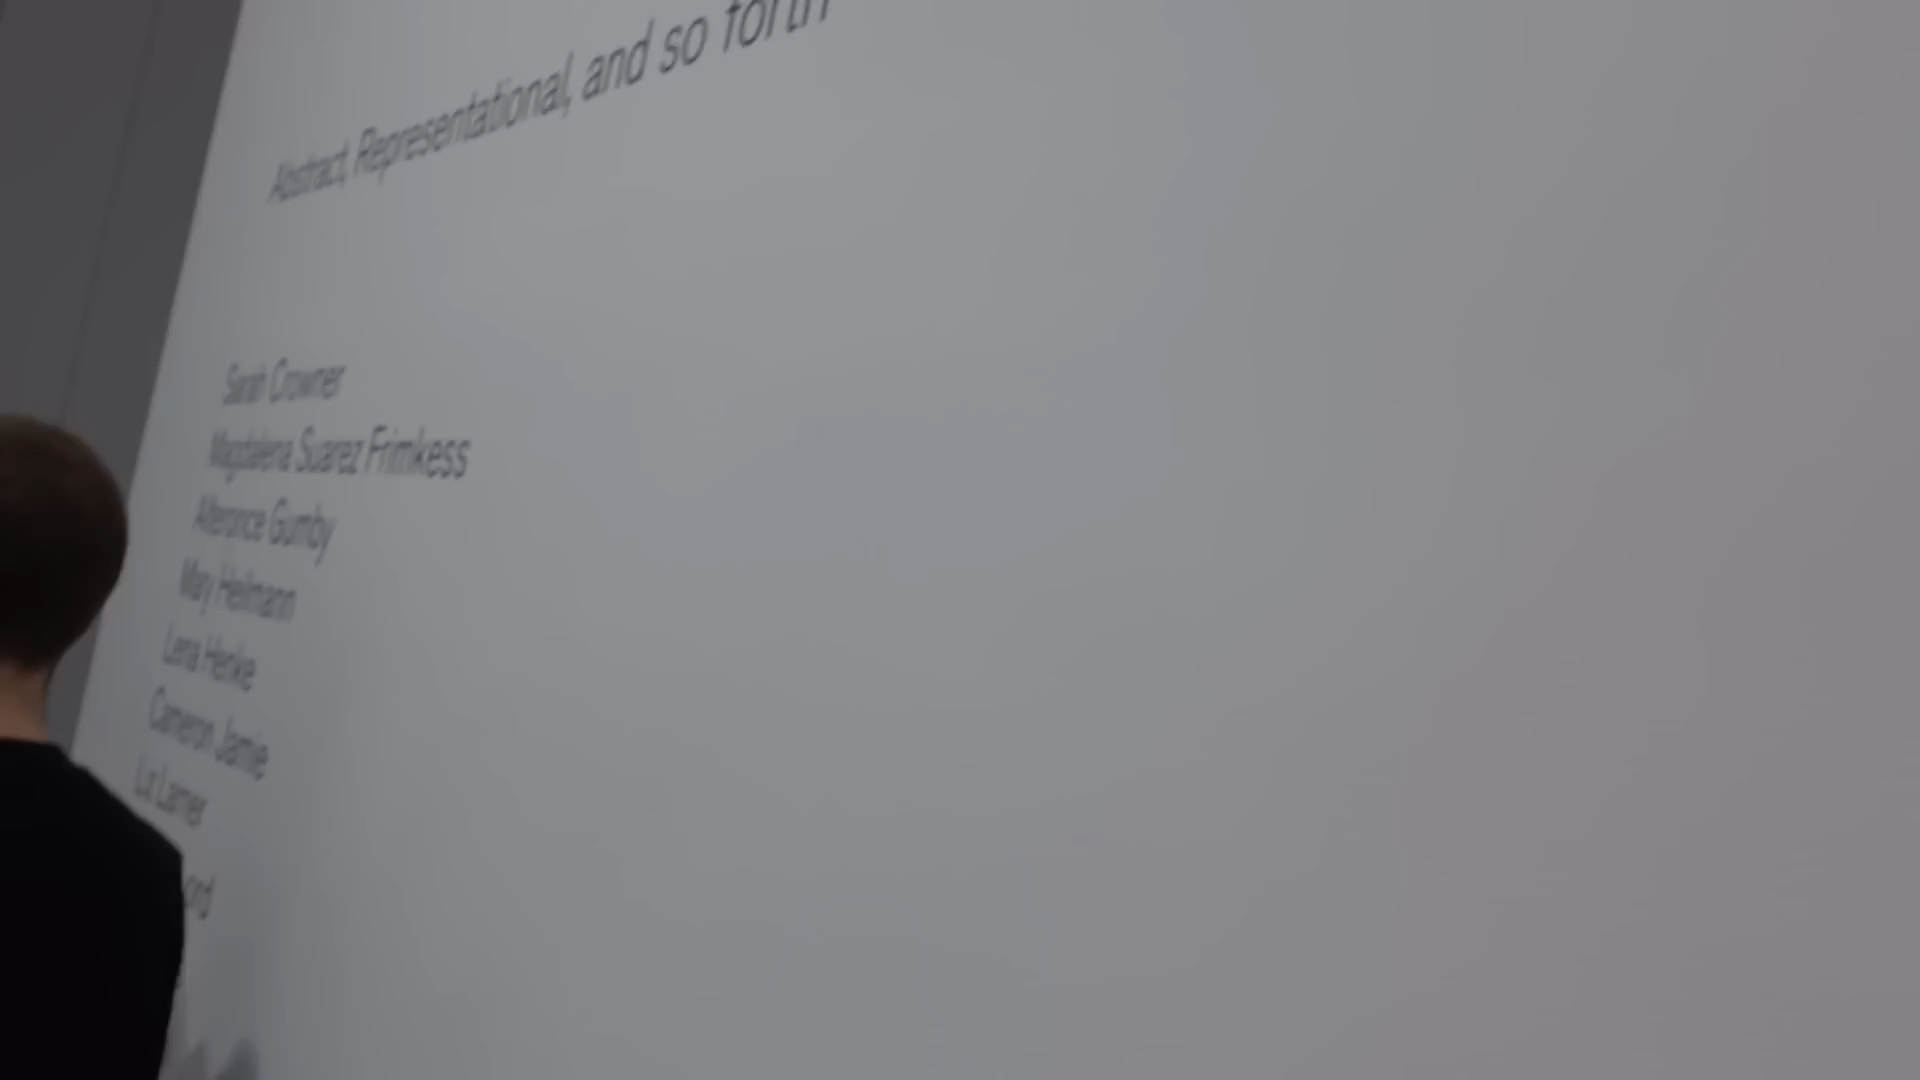 Abstract, Representational, and so forth
Sarah Crowner
Magdalena Suarez Frimkess
Alteronce Gumby
Mary Heilmann
Lena Henke
Cameron Jamie
Liz Larner